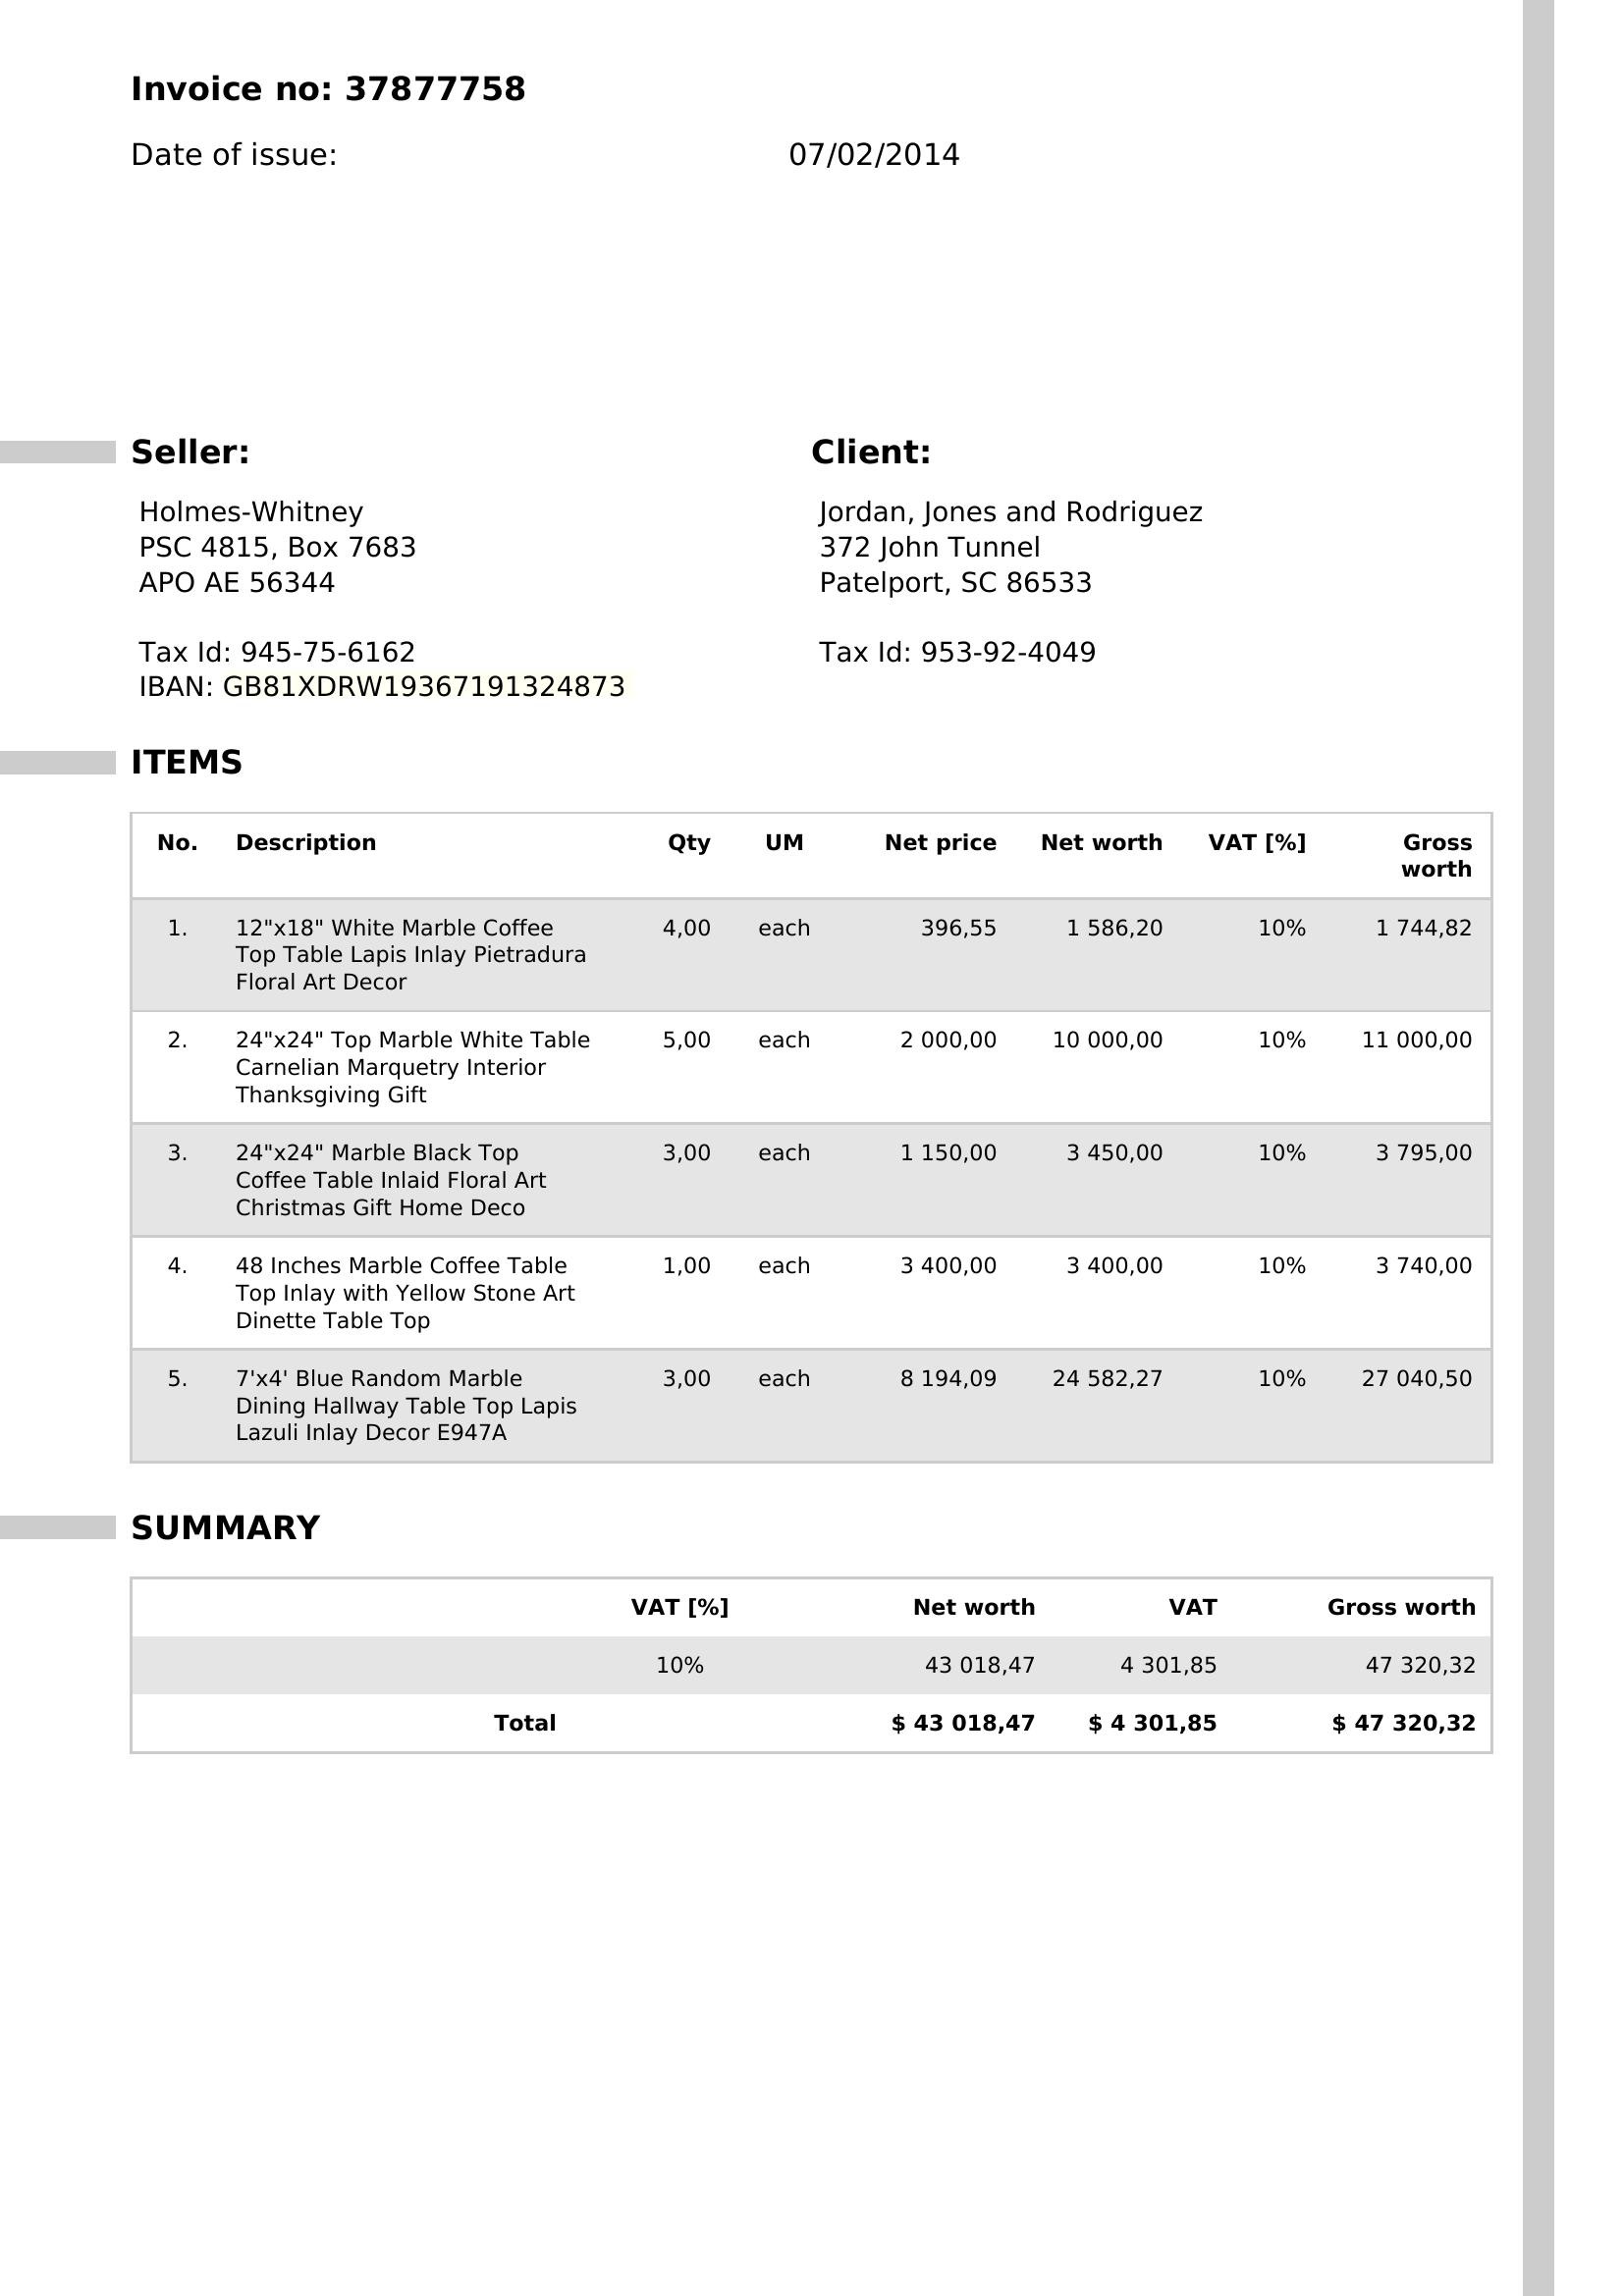 Invoice no: 37877758
Date of issue: 07/02/2014
Seller:
Holmes-Whitney
PSC 4815, Box 7683
APO AE 56344
Tax Id: 945-75-6162
IBAN: GB81XDRW19367191324873
Client:
Jordan, Jones and Rodriguez
372 John Tunnel
Patelport, SC 86533
Tax Id: 953-92-4049
ITEMS
No. Description Qty UM Net price Net worth VAT [%] Gross
worth
1. 12"x18" White Marble Coffee 4,00 each 396,55 1 586,20 10% 1 744,82
Top Table Lapis Inlay Pietradura
Floral Art Decor
2. 24"x24" Top Marble White Table 5,00 each 2 000,00 10 000,00 10% 11 000,00
Carnelian Marquetry Interior
Thanksgiving Gift
3. 24"x24" Marble Black Top 3,00 each 1 150,00 3 450,00 10% 3 795,00
Coffee Table Inlaid Floral Art
Christmas Gift Home Deco
4. 48 Inches Marble Coffee Table 1,00 each 3 400,00 3 400,00 10% 3 740,00
Top Inlay with Yellow Stone Art
Dinette Table Top
5. 7'x4' Blue Random Marble 3,00 each 8 194,09 24 582,27 10% 27 040,50
Dining Hallway Table Top Lapis
Lazuli Inlay Decor E947A
SUMMARY
VAT [%] Net worth VAT Gross worth
10% 43 018,47 4 301,85 47 320,32
Total $ 43 018,47 $ 4 301,85 $ 47 320,32